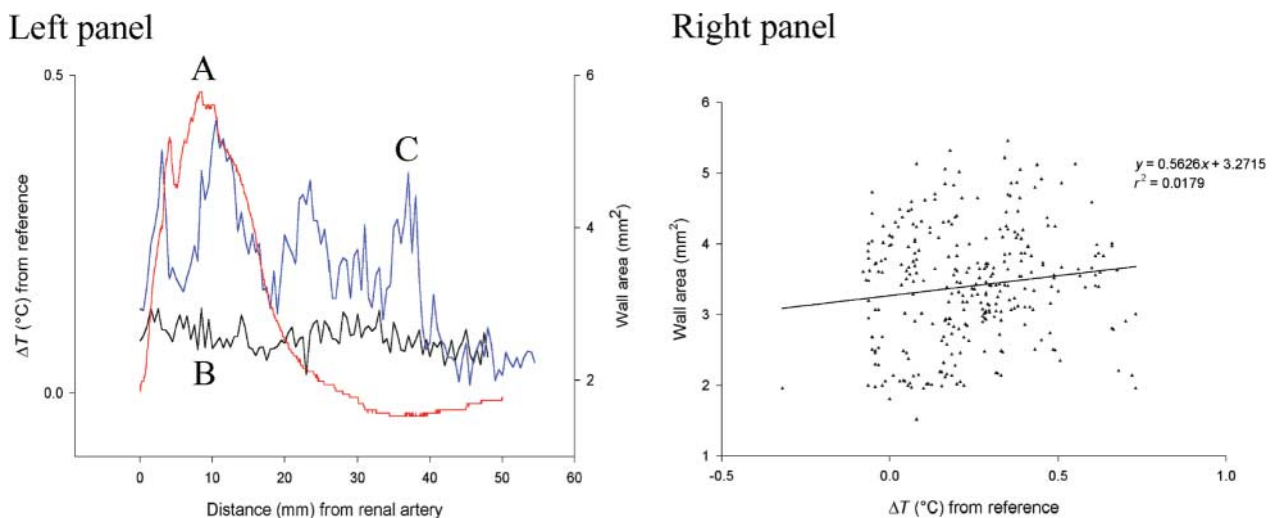 Left panel
A
C
B
0.5
0.0
ΔT (°C) from reference
6
4
2
Wall area (mm²)
0
10
20
30
40
50
60
Distance (mm) from renal artery
Right panel
6
5
4
3
2
1
Wall area (mm²)
y = 0.5626x + 3.2715
r² = 0.0179
-0.5
0.0
0.5
1.0
ΔT (°C) from reference